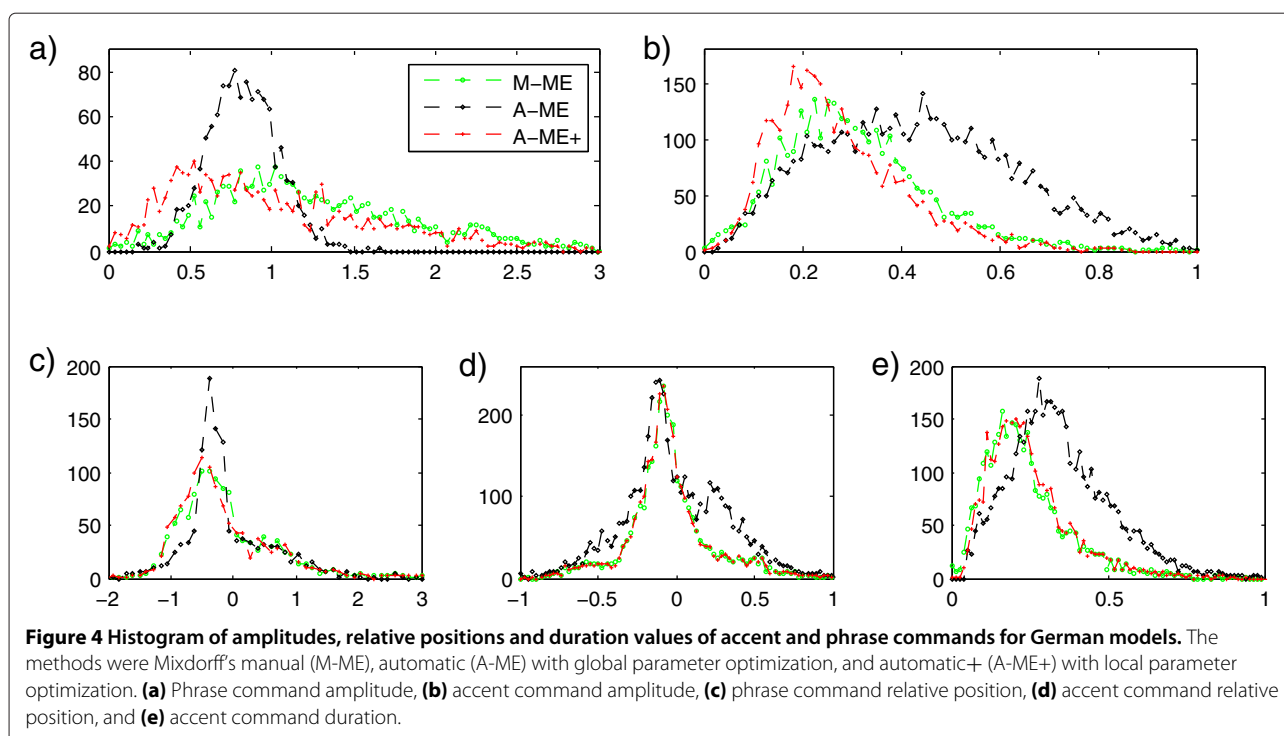 a)
80
60
40
20
0
0 0.5 1 1.5 2 2.5 3
M−ME
A−ME
A−ME+
b)
150
100
50
0
0 0.2 0.4 0.6 0.8 1
c)
200
150
100
50
0
−2 −1 0 1 2 3
d)
200
100
0
−1 −0.5 0 0.5 1
e)
200
150
100
50
0
0 0.5 1
Figure 4 Histogram of amplitudes, relative positions and duration values of accent and phrase commands for German models. The
methods were Mixdorff's manual (M-ME), automatic (A-ME) with global parameter optimization, and automatic+ (A-ME+) with local parameter
optimization. (a) Phrase command amplitude, (b) accent command amplitude, (c) phrase command relative position, (d) accent command relative
position, and (e) accent command duration.